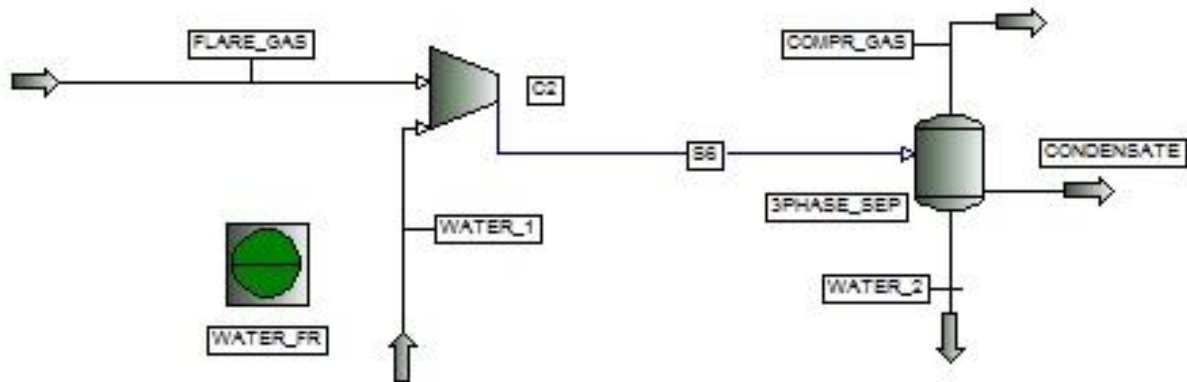 FLARE_GAS
COMPR_GAS
C2
S6
CONDENSATE
3PHASE_SEP
WATER_1
WATER_2
WATER_FR